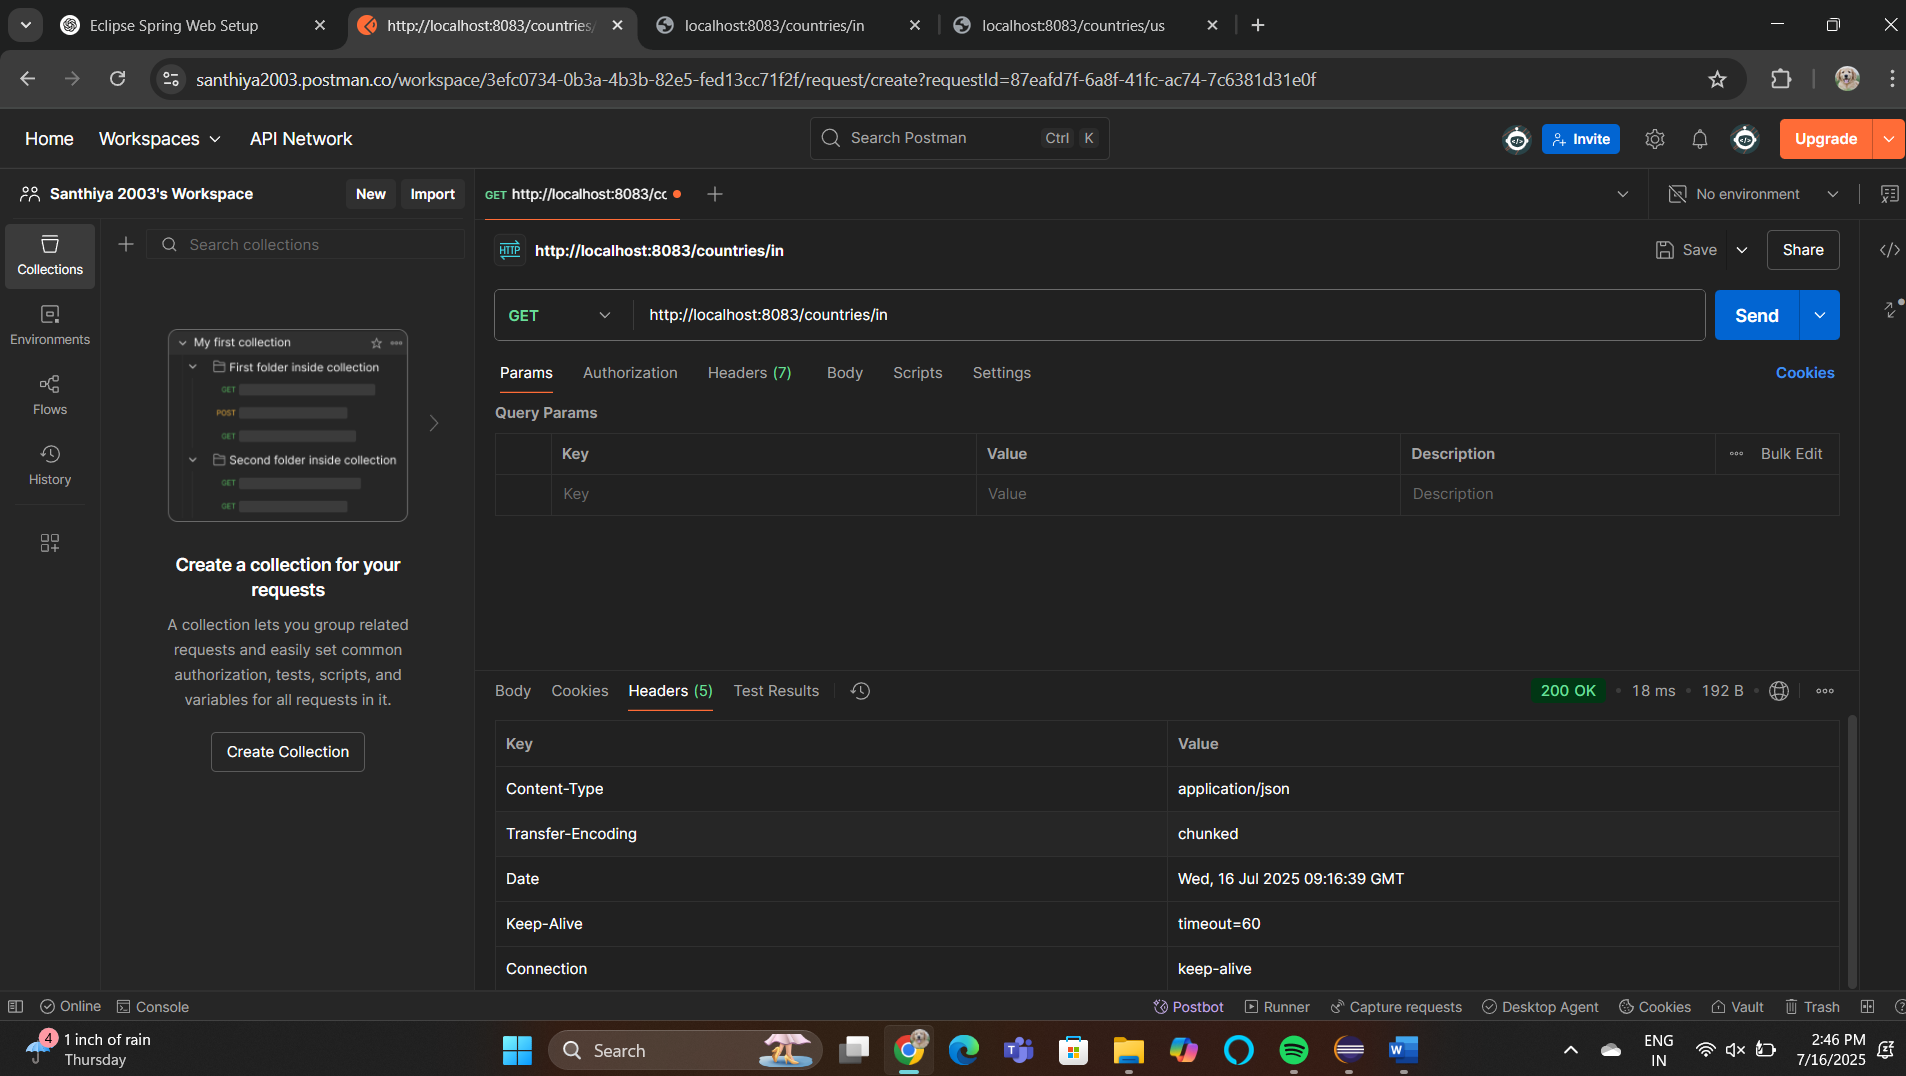 Eclipse Spring Web Setup
http://localhost:8083/countries/
localhost:8083/countries/in
localhost:8083/countries/us
santhiya2003.postman.co/workspace/3efc0734-0b3a-4b3b-82e5-fed13cc71f2f/request/create?requestId=87eafd7f-6a8f-41fc-ac74-7c6381d31e0f
Home Workspaces API Network
Search Postman Ctrl K
Invite
Upgrade
Santhiya 2003's Workspace
New Import
GET http://localhost:8083/cc
No environment
Collections
Environments
Flows
History
Search collections
My first collection
First folder inside collection
GET
POST
GET
Second folder inside collection
GET
GET
Create a collection for your
requests
A collection lets you group related
requests and easily set common
authorization, tests, scripts, and
variables for all requests in it.
Create Collection
HTTP http://localhost:8083/countries/in
Save Share
GET http://localhost:8083/countries/in
Send
Params Authorization Headers (7) Body Scripts Settings Cookies
Query Params
Key Value Description Bulk Edit
Key Value Description
Body Cookies Headers (5) Test Results
200 OK 18 ms 192 B
Key Value
Content-Type application/json
Transfer-Encoding chunked
Date Wed, 16 Jul 2025 09:16:39 GMT
Keep-Alive timeout=60
Connection keep-alive
Online Console
Postbot Runner Capture requests Desktop Agent Cookies Vault Trash
4
1 inch of rain
Thursday
Search
ENG
IN
2:46 PM
7/16/2025